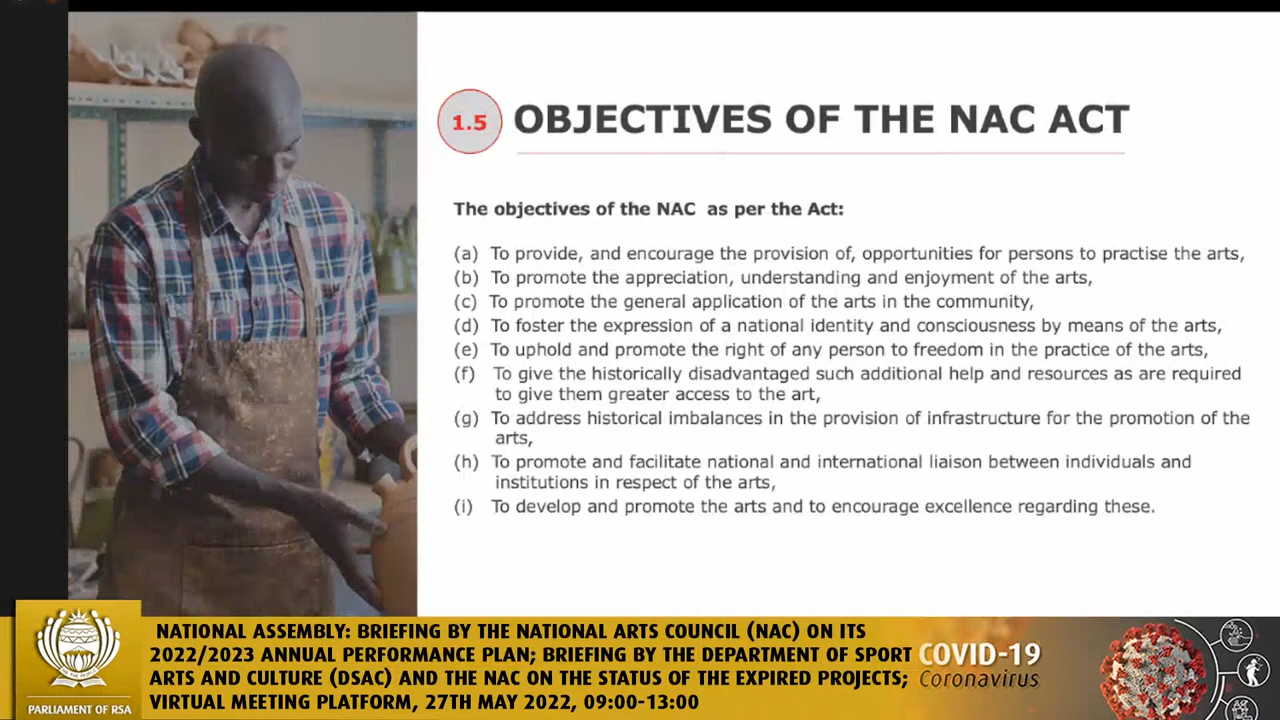 1.5 OBJECTIVES OF THE NAC ACT
The objectives of the NAC as per the Act:
(a) To provide, and encourage the provision of, opportunities for persons to practise the arts,
(b) To promote the appreciation, understanding and enjoyment of the arts,
(c) To promote the general application of the arts in the community,
(d) To foster the expression of a national identity and consciousness by means of the arts,
(e) To uphold and promote the right of any person to freedom in the practice of the arts,
(f) To give the historically disadvantaged such additional help and resources as are required
to give them greater access to the art,
(g) To address historical imbalances in the provision of infrastructure for the promotion of the
arts,
(h) To promote and facilitate national and international liaison between individuals and
institutions in respect of the arts,
(i) To develop and promote the arts and to encourage excellence regarding these.
NATIONAL ASSEMBLY: BRIEFING BY THE NATIONAL ARTS COUNCIL (NAC) ON ITS
2022/2023 ANNUAL PERFORMANCE PLAN; BRIEFING BY THE DEPARTMENT OF SPORT
ARTS AND CULTURE (DSAC) AND THE NAC ON THE STATUS OF THE EXPIRED PROJECTS;
VIRTUAL MEETING PLATFORM, 27TH MAY 2022, 09:00-13:00
PARLIAMENT OF RSA
COVID-19
Coronavirus